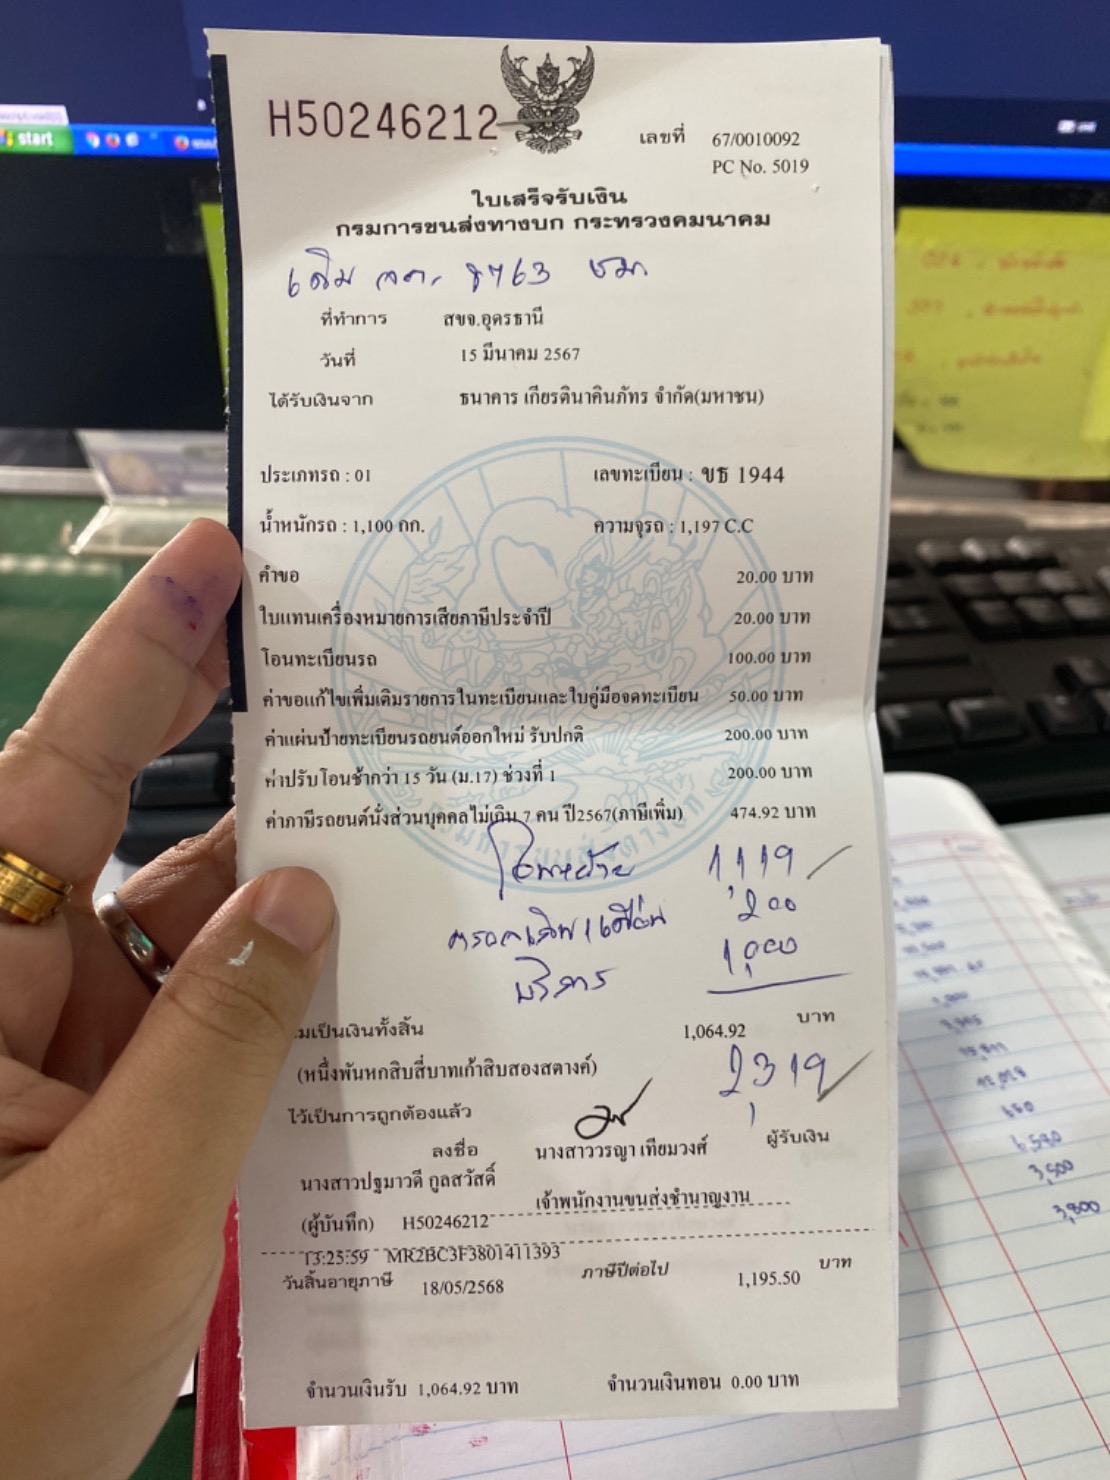 start
H50246212
เลขที่ 67/0010092
PC No. 5019
ใบเสร็จรับเงิน
กรมการขนส่งทางบก กระทรวงคมนาคม
เดิม 8763
ที่ทำการ สขจ.อุดรธานี
วันที่ 15 มีนาคม 2567
ได้รับเงินจาก ธนาคาร เกียรตินาคินภัทร จำกัด(มหาชน)
ประเภทรถ : 01 เลขทะเบียน : ขธ 1944
น้ำหนักรถ : 1,100 กก. ความจุรถ : 1,197 C.C
คำขอ 20.00 บาท
ใบแทนเครื่องหมายการเสียภาษีประจำปี 20.00 บาท
โอนทะเบียนรถ 100.00 บาท
ค่าขอแก้ไขเพิ่มเติมรายการในทะเบียนและใบคู่มือจดทะเบียน 50.00 บาท
ค่าแผ่นป้ายทะเบียนรถยนต์ออกใหม่ รับปกติ 200.00 บาท
ค่าปรับโอนช้ากว่า 15 วัน (ม.17) ช่วงที่ 1 200.00 บาท
ค่าภาษีรถยนต์นั่งส่วนบุคคลไม่เกิน 7 คน ปี2567(ภาษีเพิ่ม) 474.92 บาท
1,119
200
บริการ 1,000
มเป็นเงินทั้งสิ้น 1,064.92 บาท
(หนึ่งพันหกสิบสี่บาทเก้าสิบสองสตางค์) 2,319
ไว้เป็นการถูกต้องแล้ว
ลงชื่อ นางสาววรญา เทียมวงศ์ ผู้รับเงิน
นางสาวปฐมาวดี กูลสวัสดิ์ เจ้าพนักงานขนส่งชำนาญงาน
(ผู้บันทึก) H50246212
13:25:59 MR2BC3F3801411393
วันสิ้นอายุภาษี 18/05/2568 ภาษีปีต่อไป 1,195.50 บาท
จำนวนเงินรับ 1,064.92 บาท จำนวนเงินทอน 0.00 บาท
650
6,580
3,500
3,800